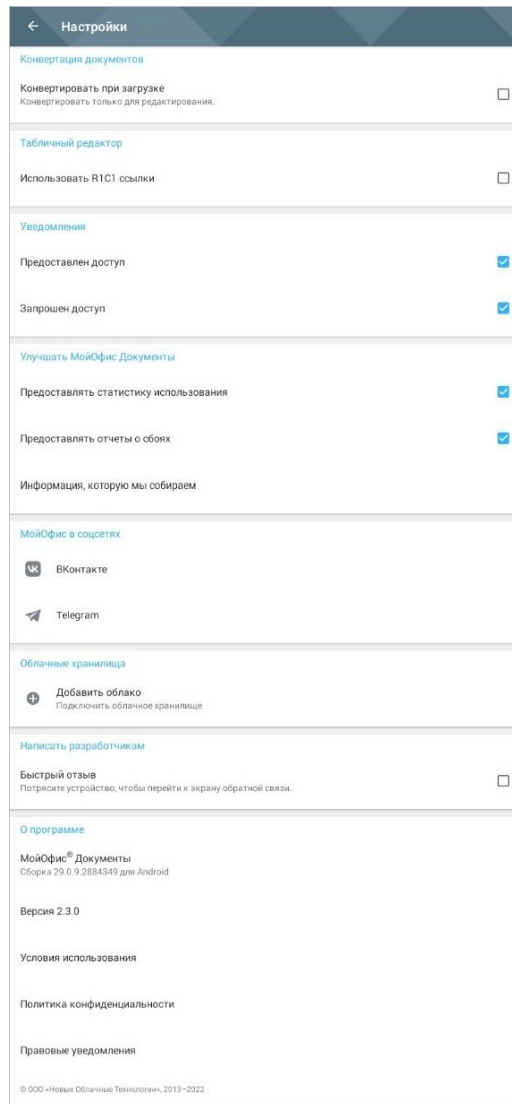 Настройки
Конвертация документов
Конвертировать при загрузке
Конвертировать только для редактирования.
Табличный редактор
Использовать R1C1 ссылки
Уведомления
Предоставлен доступ
Запрошен доступ
Улучшать МойОфис Документы
Предоставлять статистику использования
Предоставлять отчеты о сбоях
Информация, которую мы собираем
МойОфис в соцсетях
ВКонтакте
Telegram
Облачные хранилища
Добавить облако
Подключить облачное хранилище
Написать разработчикам
Быстрый отзыв
Потрясите устройство, чтобы перейти к экрану обратной связи.
О программе
МойОфис® Документы
Сборка 29.0.9.2884349 для Android
Версия 2.3.0
Условия использования
Политика конфиденциальности
Правовые уведомления
© ООО «Новые Облачные Технологии», 2013–2022